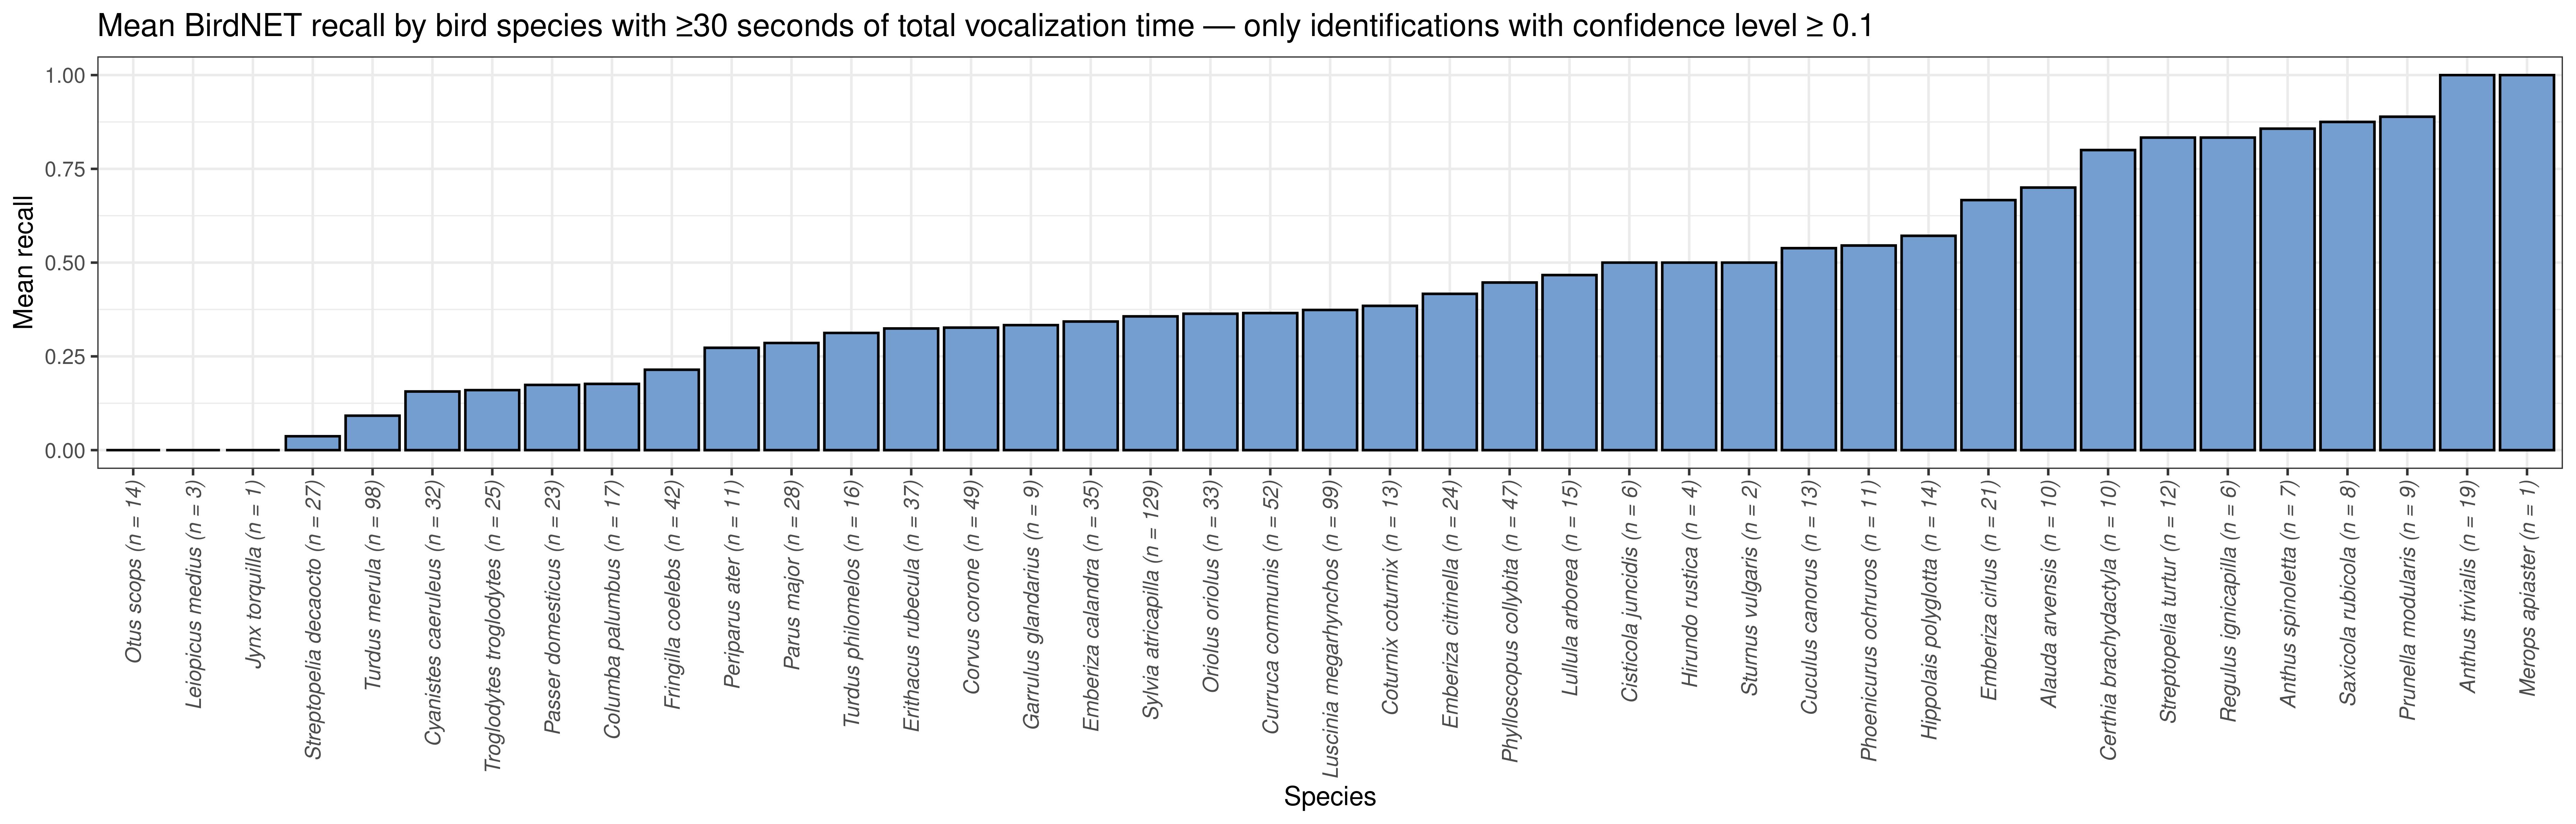 Mean BirdNET recall by bird species with ≥30 seconds of total vocalization time — only identifications with confidence level ≥ 0.1
Mean recall
1.00
0.75
0.50
0.25
0.00
Otus scops (n = 14)
Leiopicus medius (n = 3)
Jynx torquilla (n = 1)
Streptopelia decaocto (n = 27)
Turdus merula (n = 98)
Cyanistes caeruleus (n = 32)
Troglodytes troglodytes (n = 25)
Passer domesticus (n = 23)
Columba palumbus (n = 17)
Fringilla coelebs (n = 42)
Periparus ater (n = 11)
Parus major (n = 28)
Turdus philomelos (n = 16)
Erithacus rubecula (n = 37)
Corvus corone (n = 49)
Garrulus glandarius (n = 9)
Emberiza calandra (n = 35)
Sylvia atricapilla (n = 129)
Oriolus oriolus (n = 33)
Curruca communis (n = 52)
Luscinia megarhynchos (n = 99)
Coturnix coturnix (n = 13)
Emberiza citrinella (n = 24)
Phylloscopus collybita (n = 47)
Lullula arborea (n = 15)
Cisticola juncidis (n = 6)
Hirundo rustica (n = 4)
Sturnus vulgaris (n = 2)
Cuculus canorus (n = 13)
Phoenicurus ochruros (n = 11)
Hippolais polyglotta (n = 14)
Emberiza cirlus (n = 21)
Alauda arvensis (n = 10)
Certhia brachydactyla (n = 10)
Streptopelia turtur (n = 12)
Regulus ignicapilla (n = 6)
Anthus spinoletta (n = 7)
Saxicola rubicola (n = 8)
Prunella modularis (n = 9)
Anthus trivialis (n = 19)
Merops apiaster (n = 1)
Species